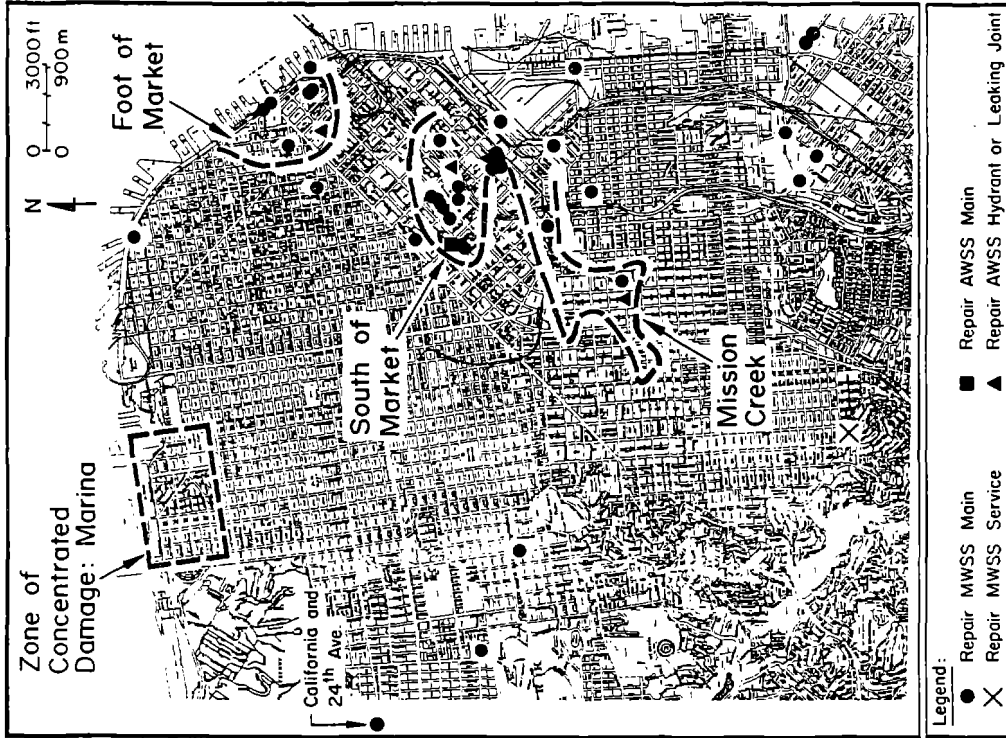 Zone of
Concentrated
Damage: Marina
N
0 3000 ft
0 900 m
Foot of
Market
California and
24th Ave.
South of
Market
Mission
Creek
Legend:
Repair MWSS Main
Repair AWSS Main
Repair MWSS Service
Repair AWSS Hydrant or Leaking Joint